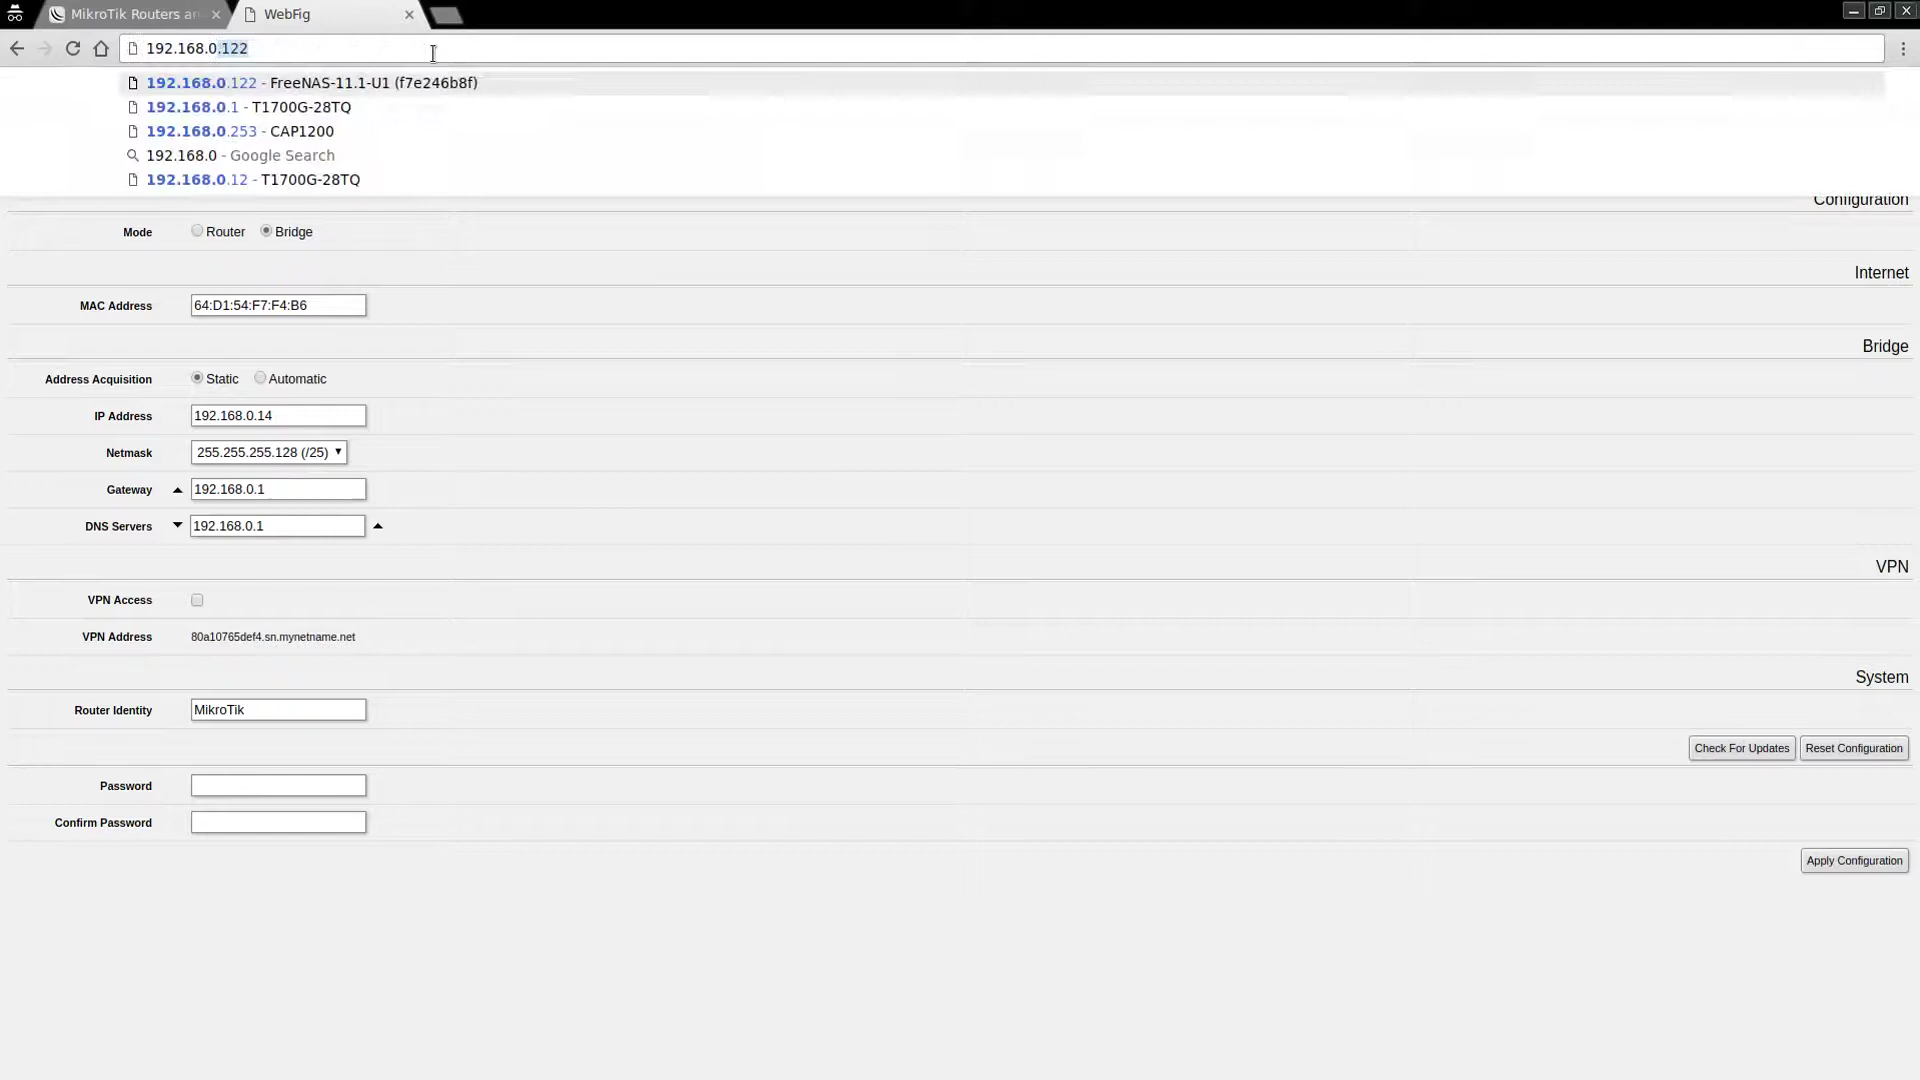 MikroTik Routers an
WebFig
192.168.0.122
192.168.0.122 - FreeNAS-11.1-U1 (f7e246b8f)
192.168.0.1 - T1700G-28TQ
192.168.0.253 - CAP1200
192.168.0 - Google Search
192.168.0.12 - T1700G-28TQ
Configuration
Mode Router Bridge
Internet
MAC Address 64:D1:54:F7:F4:B6
Bridge
Address Acquisition Static Automatic
IP Address 192.168.0.14
Netmask 255.255.255.128 (/25)
Gateway 192.168.0.1
DNS Servers 192.168.0.1
VPN
VPN Access
VPN Address 80a10765def4.sn.mynetname.net
System
Router Identity MikroTik
Check For Updates Reset Configuration
Password
Confirm Password
Apply Configuration